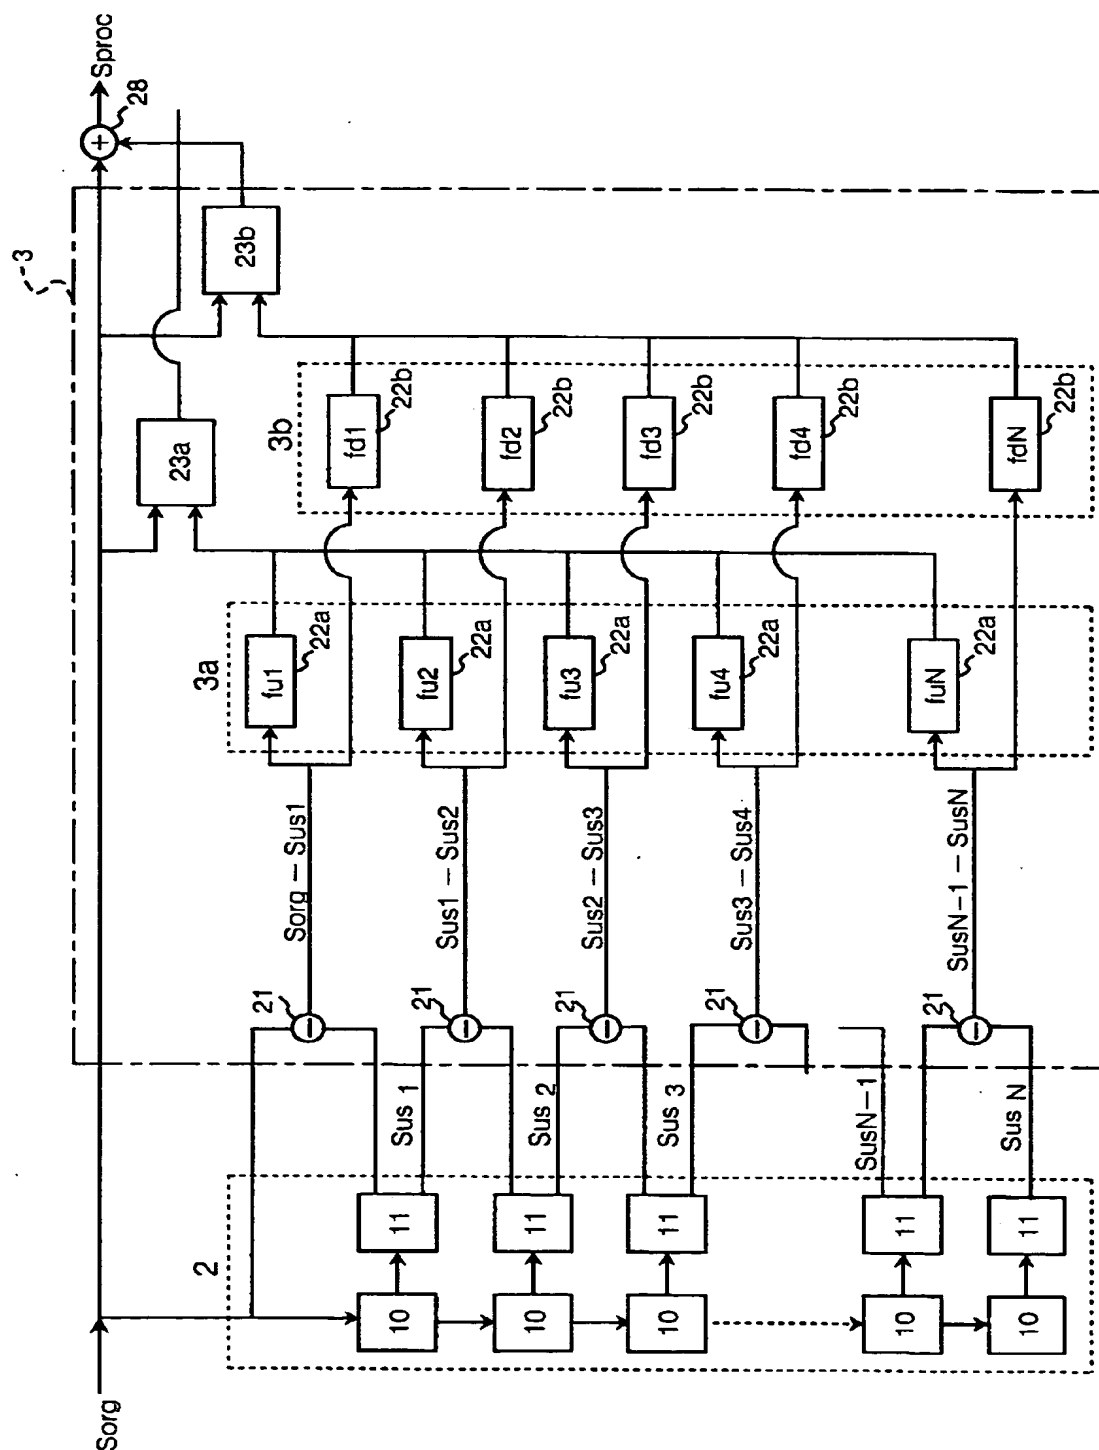 Sorg
Sproc
28
3
23a
23b
3a
3b
fu1
22a
fu2
22a
fu3
22a
fu4
22a
fuN
22a
fd1
22b
fd2
22b
fd3
22b
fd4
22b
fdN
22b
Sorg — Sus1
Sus1 — Sus2
Sus2 — Sus3
Sus3 — Sus4
SusN−1 — SusN
21
21
21
21
21
Sus 1
Sus 2
Sus 3
SusN−1
Sus N
2
11
11
11
11
11
10
10
10
10
10